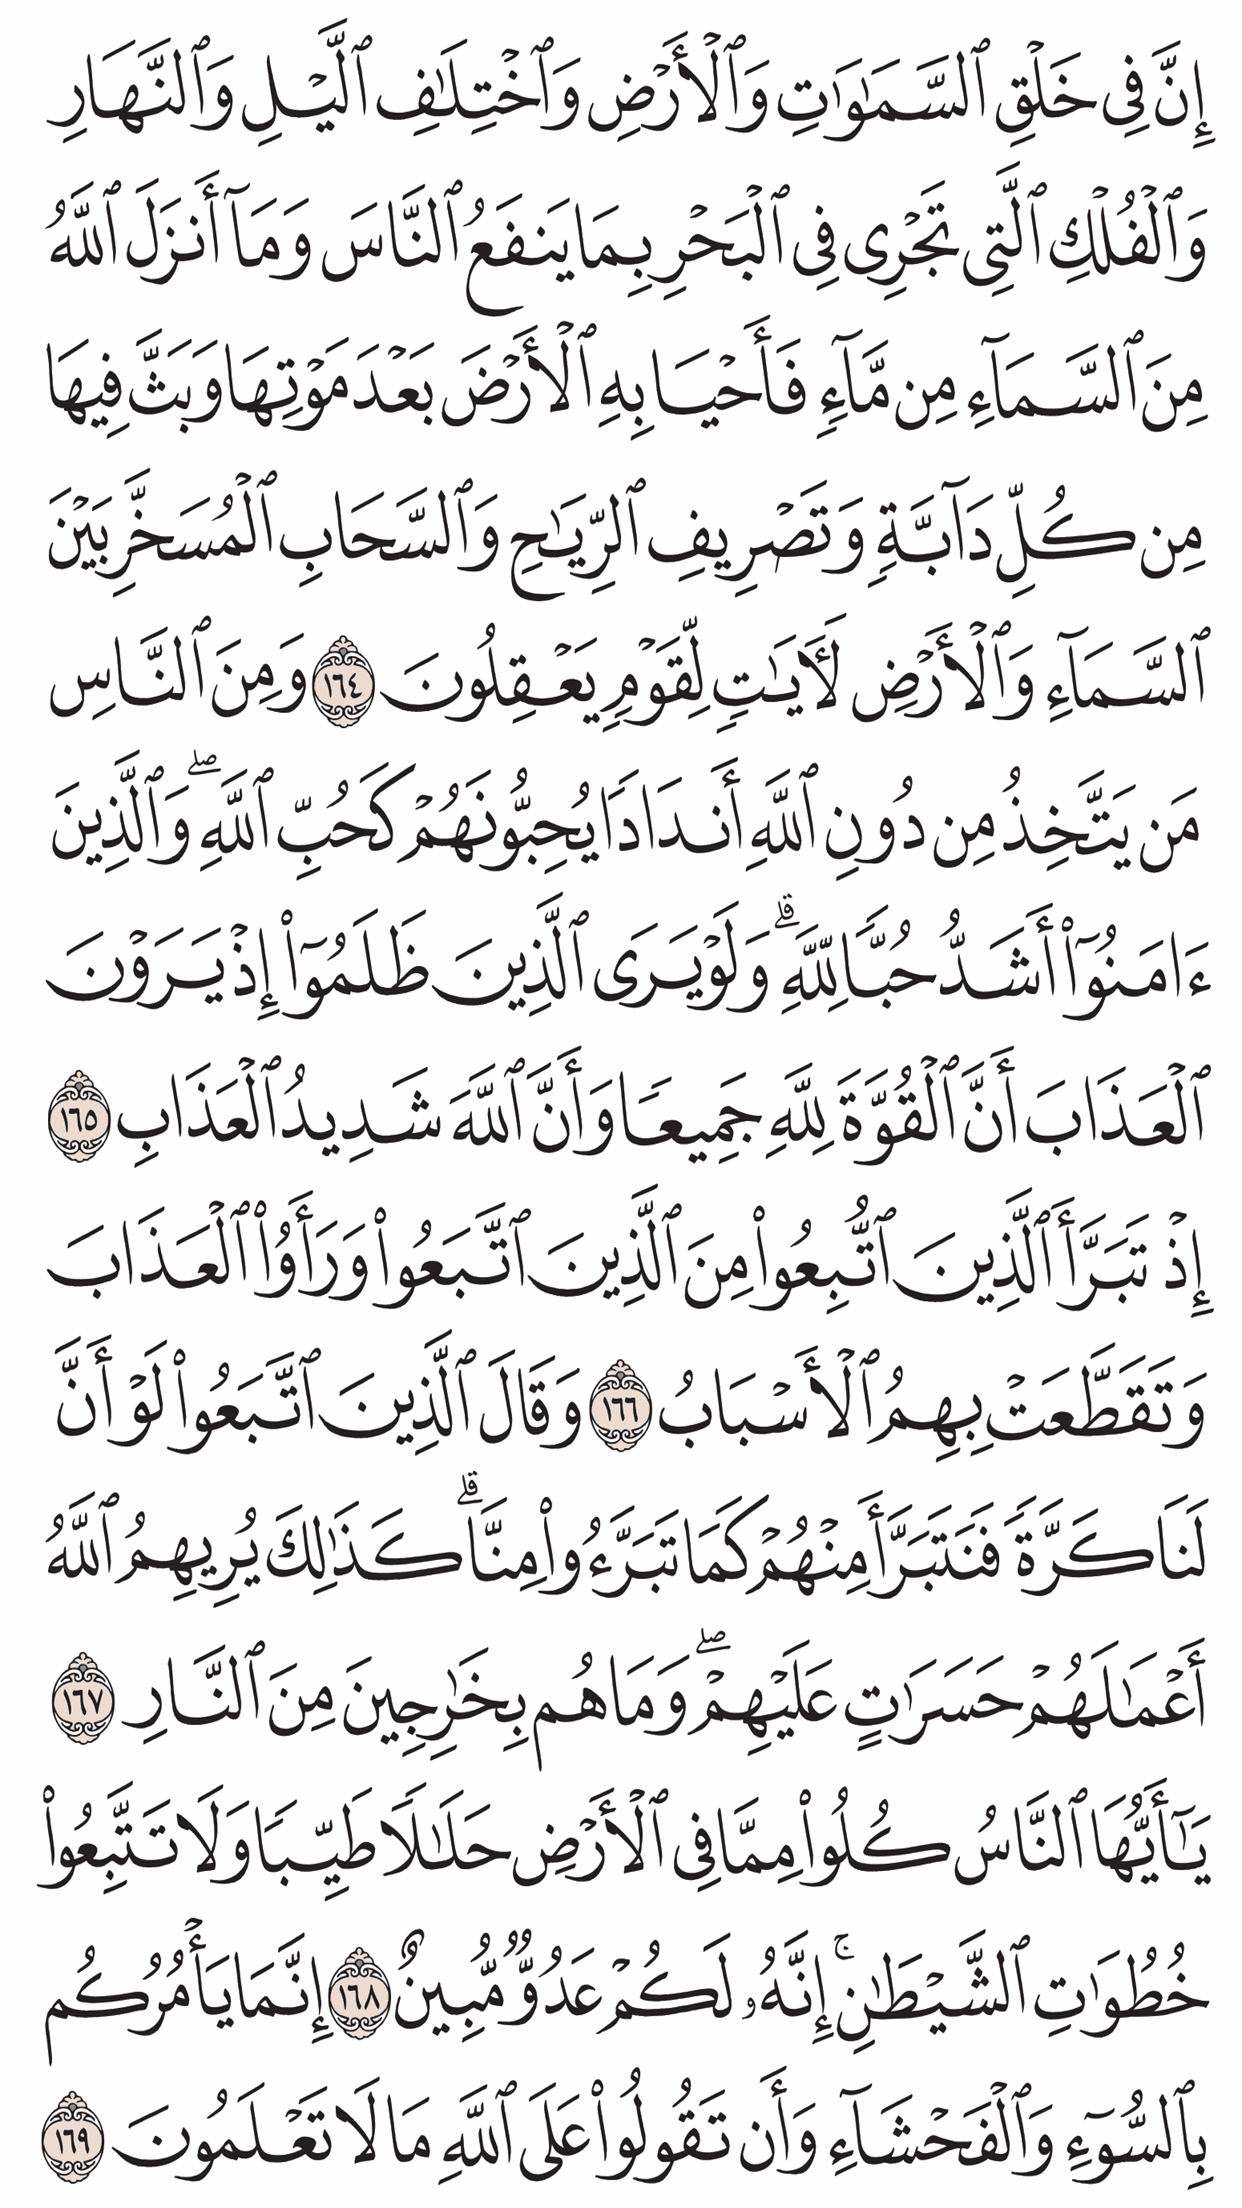 إِنَّ فِى خَلْقِ ٱلسَّمَٰوَٰتِ وَٱلْأَرْضِ وَٱخْتِلَٰفِ ٱلَّيْلِ وَٱلنَّهَارِ
وَٱلْفُلْكِ ٱلَّتِى تَجْرِى فِى ٱلْبَحْرِ بِمَا يَنفَعُ ٱلنَّاسَ وَمَآ أَنزَلَ ٱللَّهُ
مِنَ ٱلسَّمَآءِ مِن مَّآءٍ فَأَحْيَا بِهِ ٱلْأَرْضَ بَعْدَ مَوْتِهَا وَبَثَّ فِيهَا
مِن كُلِّ دَآبَّةٍ وَتَصْرِيفِ ٱلرِّيَٰحِ وَٱلسَّحَابِ ٱلْمُسَخَّرِ بَيْنَ
ٱلسَّمَآءِ وَٱلْأَرْضِ لَأٓيَٰتٍ لِّقَوْمٍ يَعْقِلُونَ ١٦٤ وَمِنَ ٱلنَّاسِ
مَن يَتَّخِذُ مِن دُونِ ٱللَّهِ أَندَادًا يُحِبُّونَهُمْ كَحُبِّ ٱللَّهِۖ وَٱلَّذِينَ
ءَامَنُوٓا۟ أَشَدُّ حُبًّا لِّلَّهِۗ وَلَوْ يَرَى ٱلَّذِينَ ظَلَمُوٓا۟ إِذْ يَرَوْنَ
ٱلْعَذَابَ أَنَّ ٱلْقُوَّةَ لِلَّهِ جَمِيعًا وَأَنَّ ٱللَّهَ شَدِيدُ ٱلْعَذَابِ ١٦٥
إِذْ تَبَرَّأَ ٱلَّذِينَ ٱتُّبِعُوا۟ مِنَ ٱلَّذِينَ ٱتَّبَعُوا۟ وَرَأَوُا۟ ٱلْعَذَابَ
وَتَقَطَّعَتْ بِهِمُ ٱلْأَسْبَابُ ١٦٦ وَقَالَ ٱلَّذِينَ ٱتَّبَعُوا۟ لَوْ أَنَّ
لَنَا كَرَّةً فَنَتَبَرَّأَ مِنْهُمْ كَمَا تَبَرَّءُوا۟ مِنَّاۗ كَذَٰلِكَ يُرِيهِمُ ٱللَّهُ
أَعْمَٰلَهُمْ حَسَرَٰتٍ عَلَيْهِمْۖ وَمَا هُم بِخَٰرِجِينَ مِنَ ٱلنَّارِ ١٦٧
يَٰٓأَيُّهَا ٱلنَّاسُ كُلُوا۟ مِمَّا فِى ٱلْأَرْضِ حَلَٰلًا طَيِّبًا وَلَا تَتَّبِعُوا۟
خُطُوَٰتِ ٱلشَّيْطَٰنِۚ إِنَّهُۥ لَكُمْ عَدُوٌّ مُّبِينٌ ١٦٨ إِنَّمَا يَأْمُرُكُم
بِٱلسُّوٓءِ وَٱلْفَحْشَآءِ وَأَن تَقُولُوا۟ عَلَى ٱللَّهِ مَا لَا تَعْلَمُونَ ١٦٩